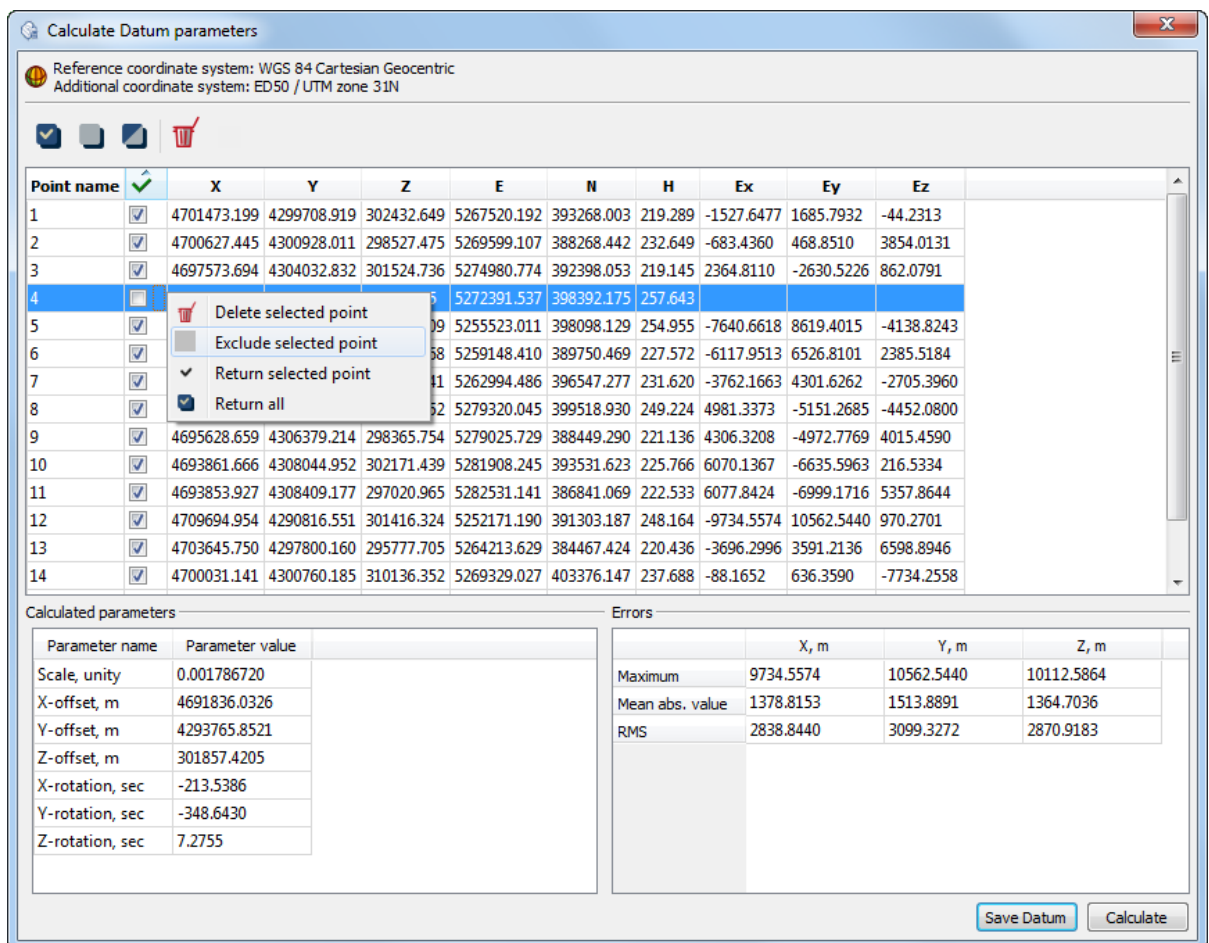 Calculate Datum parameters
Reference coordinate system: WGS 84 Cartesian Geocentric
Additional coordinate system: ED50 / UTM zone 31N
Point name X Y Z E N H Ex Ey Ez
1 4701473.199 4299708.919 302432.649 5267520.192 393268.003 219.289 -1527.6477 1685.7932 -44.2313
2 4700627.445 4300928.011 298527.475 5269599.107 388268.442 232.649 -683.4360 468.8510 3854.0131
3 4697573.694 4304032.832 301524.736 5274980.774 392398.053 219.145 2364.8110 -2630.5226 862.0791
4 5272391.537 398392.175 257.643
Delete selected point
5 09 5255523.011 398098.129 254.955 -7640.6618 8619.4015 -4138.8243
Exclude selected point
6 58 5259148.410 389750.469 227.572 -6117.9513 6526.8101 2385.5184
Return selected point
7 41 5262994.486 396547.277 231.620 -3762.1663 4301.6262 -2705.3960
Return all
8 52 5279320.045 399518.930 249.224 4981.3373 -5151.2685 -4452.0800
9 4695628.659 4306379.214 298365.754 5279025.729 388449.290 221.136 4306.3208 -4972.7769 4015.4590
10 4693861.666 4308044.952 302171.439 5281908.245 393531.623 225.766 6070.1367 -6635.5963 216.5334
11 4693853.927 4308409.177 297020.965 5282531.141 386841.069 222.533 6077.8424 -6999.1716 5357.8644
12 4709694.954 4290816.551 301416.324 5252171.190 391303.187 248.164 -9734.5574 10562.5440 970.2701
13 4703645.750 4297800.160 295777.705 5264213.629 384467.424 220.436 -3696.2996 3591.2136 6598.8946
14 4700031.141 4300760.185 310136.352 5269329.027 403376.147 237.688 -88.1652 636.3590 -7734.2558
Calculated parameters
Parameter name Parameter value
Scale, unity 0.001786720
X-offset, m 4691836.0326
Y-offset, m 4293765.8521
Z-offset, m 301857.4205
X-rotation, sec -213.5386
Y-rotation, sec -348.6430
Z-rotation, sec 7.2755
Errors
X, m Y, m Z, m
Maximum 9734.5574 10562.5440 10112.5864
Mean abs. value 1378.8153 1513.8891 1364.7036
RMS 2838.8440 3099.3272 2870.9183
Save Datum Calculate